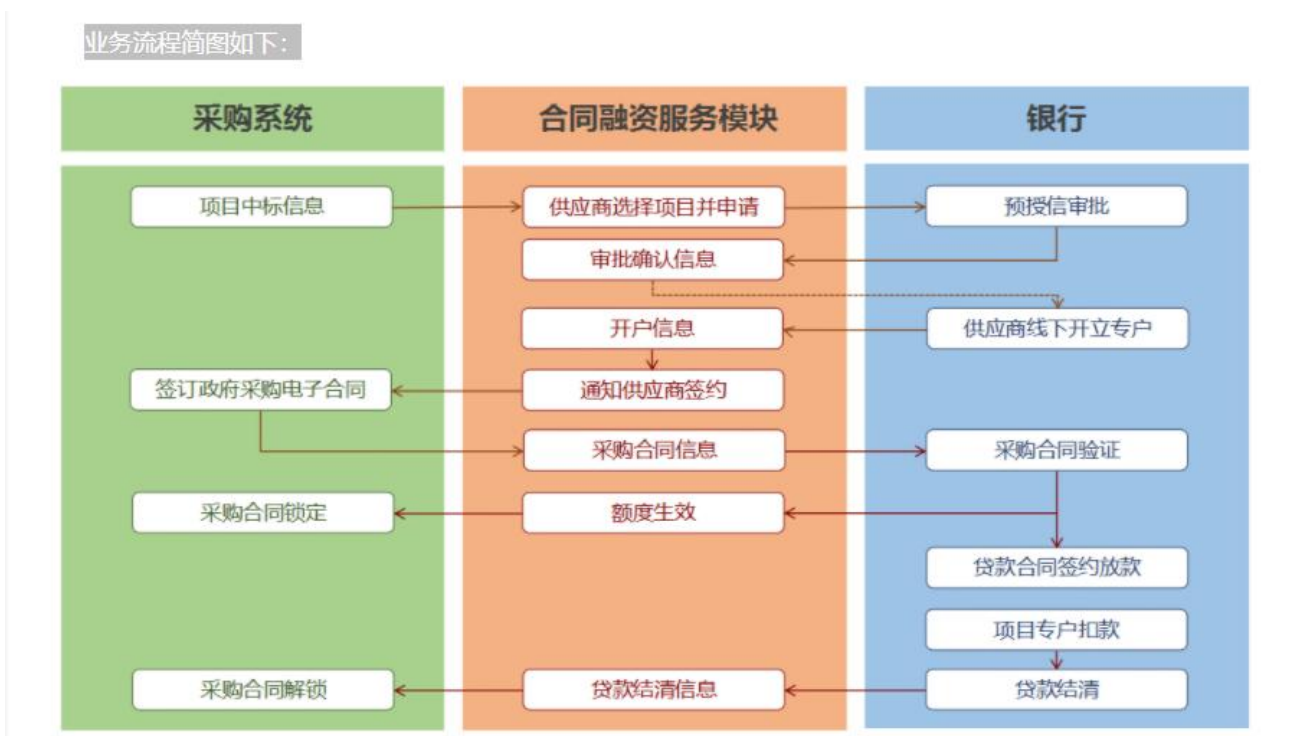 业务流程简图如下：
采购系统
合同融资服务模块
银行
项目中标信息
供应商选择项目并申请
预授信审批
审批确认信息
开户信息
供应商线下开立专户
签订政府采购电子合同
通知供应商签约
采购合同信息
采购合同验证
采购合同锁定
额度生效
贷款合同签约放款
项目专户扣款
采购合同解锁
贷款结清信息
贷款结清